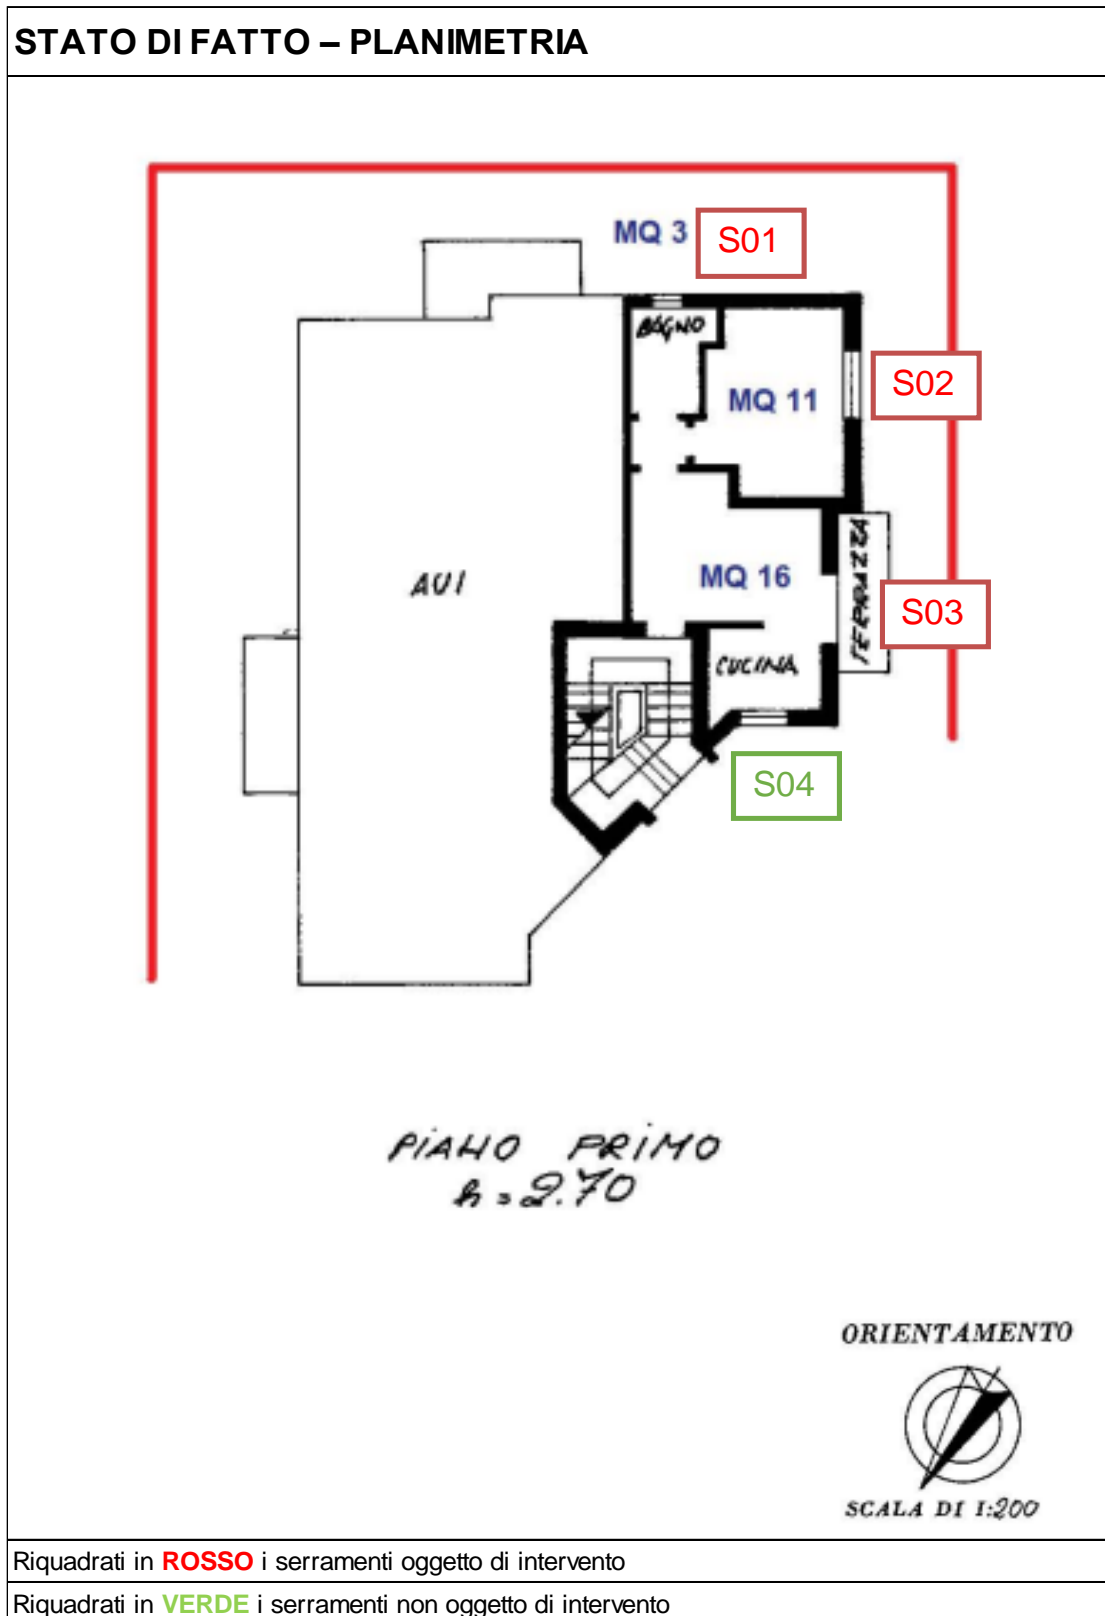 STATO DI FATTO – PLANIMETRIA
MQ 3
S01
BAGNO
S02
MQ 11
TERRAZZA
AUI
MQ 16
S03
CUCINA
S04
PIANO PRIMO
h = 2.70
ORIENTAMENTO
SCALA DI 1:200
Riquadrati in ROSSO i serramenti oggetto di intervento
Riquadrati in VERDE i serramenti non oggetto di intervento